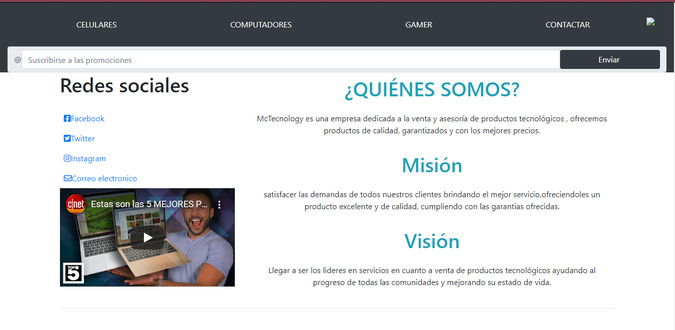 CELULARES COMPUTADORES GAMER CONTACTAR
@ Suscribirse a las promociones Enviar
Redes sociales
Facebook
Twitter
Instagram
Correo electronico
c|net
Estas son las 5 MEJORES P...
TOP 5
¿QUIÉNES SOMOS?
McTecnology es una empresa dedicada a la venta y asesoría de productos tecnológicos , ofrecemos
productos de calidad, garantizados y con los mejores precios.
Misión
satisfacer las demandas de todos nuestros clientes brindando el mejor servicio,ofreciendoles un
producto excelente y de calidad, cumpliendo con las garantias ofrecidas.
Visión
Llegar a ser los lideres en servicios en cuanto a venta de productos tecnológicos ayudando al
progreso de todas las comunidades y mejorando su estado de vida.